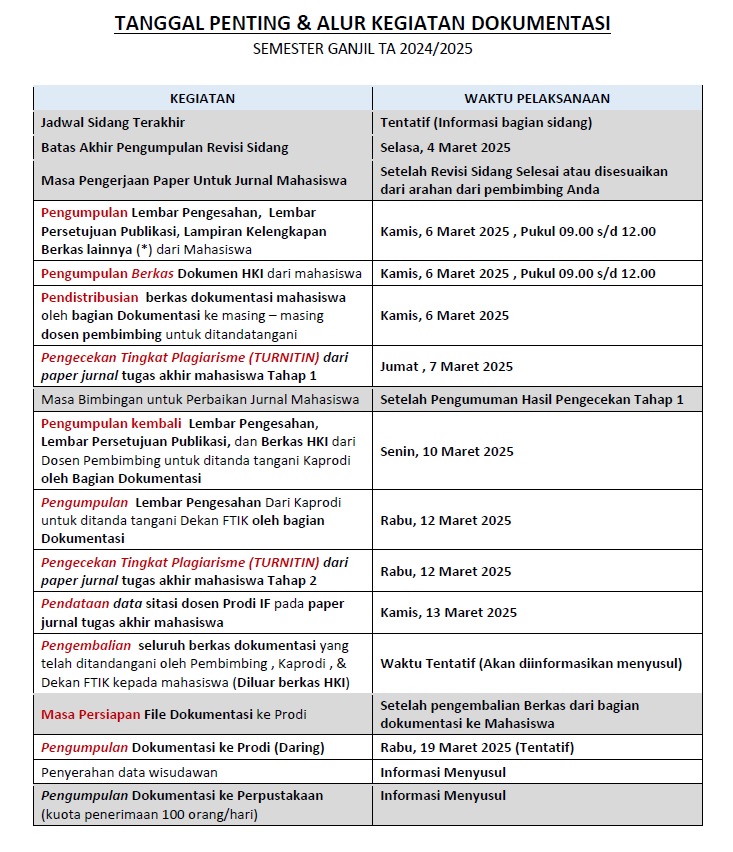 TANGGAL PENTING & ALUR KEGIATAN DOKUMENTASI
SEMESTER GANJIL TA 2024/2025
KEGIATAN
WAKTU PELAKSANAAN
Jadwal Sidang Terakhir
Tentatif (Informasi bagian sidang)
Batas Akhir Pengumpulan Revisi Sidang
Selasa, 4 Maret 2025
Masa Pengerjaan Paper Untuk Jurnal Mahasiswa
Setelah Revisi Sidang Selesai atau disesuaikan
dari arahan dari pembimbing Anda
Pengumpulan Lembar Pengesahan, Lembar
Persetujuan Publikasi, Lampiran Kelengkapan
Berkas lainnya (*) dari Mahasiswa
Kamis, 6 Maret 2025 , Pukul 09.00 s/d 12.00
Pengumpulan Berkas Dokumen HKI dari mahasiswa
Kamis, 6 Maret 2025 , Pukul 09.00 s/d 12.00
Pendistribusian berkas dokumentasi mahasiswa
oleh bagian Dokumentasi ke masing – masing
dosen pembimbing untuk ditandatangani
Kamis, 6 Maret 2025
Pengecekan Tingkat Plagiarisme (TURNITIN) dari
paper jurnal tugas akhir mahasiswa Tahap 1
Jumat , 7 Maret 2025
Masa Bimbingan untuk Perbaikan Jurnal Mahasiswa
Setelah Pengumuman Hasil Pengecekan Tahap 1
Pengumpulan kembali Lembar Pengesahan,
Lembar Persetujuan Publikasi, dan Berkas HKI dari
Dosen Pembimbing untuk ditanda tangani Kaprodi
oleh Bagian Dokumentasi
Senin, 10 Maret 2025
Pengumpulan Lembar Pengesahan Dari Kaprodi
untuk ditanda tangani Dekan FTIK oleh bagian
Dokumentasi
Rabu, 12 Maret 2025
Pengecekan Tingkat Plagiarisme (TURNITIN) dari
paper jurnal tugas akhir mahasiswa Tahap 2
Rabu, 12 Maret 2025
Pendataan data sitasi dosen Prodi IF pada paper
jurnal tugas akhir mahasiswa
Kamis, 13 Maret 2025
Pengembalian seluruh berkas dokumentasi yang
telah ditandangani oleh Pembimbing , Kaprodi , &
Dekan FTIK kepada mahasiswa (Diluar berkas HKI)
Waktu Tentatif (Akan diinformasikan menyusul)
Masa Persiapan File Dokumentasi ke Prodi
Setelah pengembalian Berkas dari bagian
dokumentasi ke Mahasiswa
Pengumpulan Dokumentasi ke Prodi (Daring)
Rabu, 19 Maret 2025 (Tentatif)
Penyerahan data wisudawan
Informasi Menyusul
Pengumpulan Dokumentasi ke Perpustakaan
(kuota penerimaan 100 orang/hari)
Informasi Menyusul